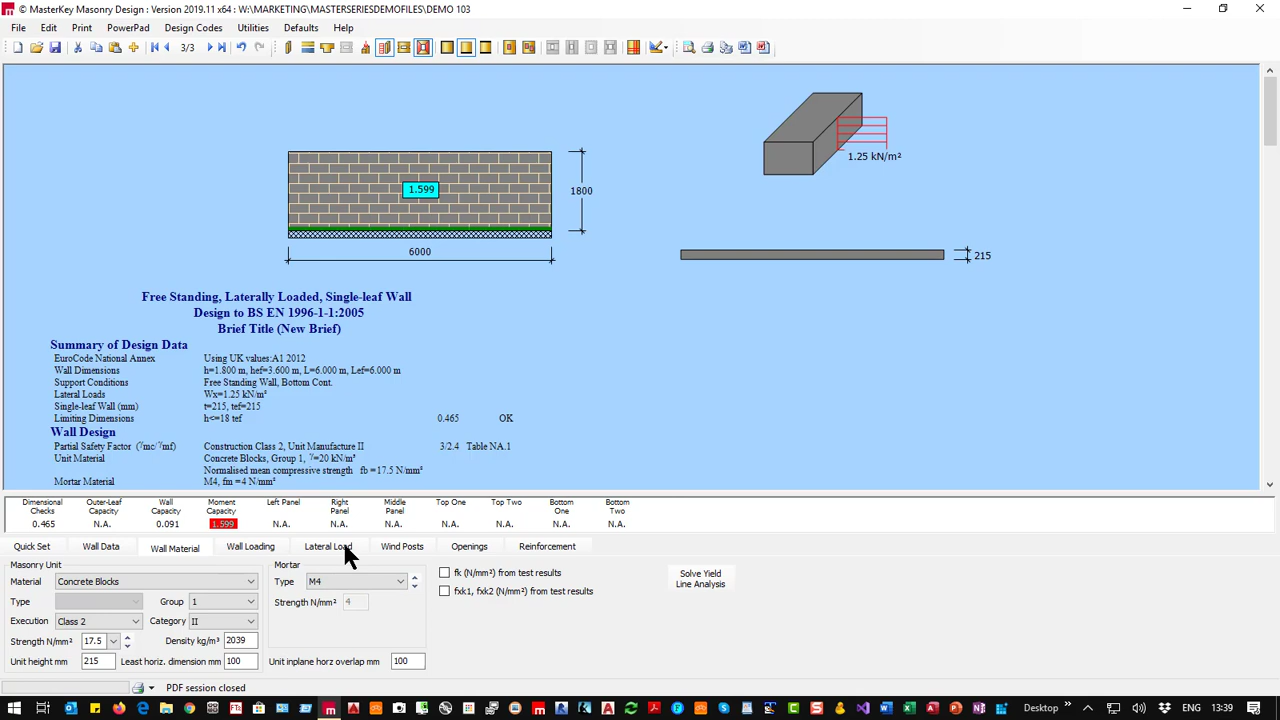 © MasterKey Masonry Design : Version 2019.11 x64 : W:\MARKETING\MASTERSERIESDEMOFILES\DEMO 103
File Edit Print PowerPad Design Codes Utilities Defaults Help
3/3
1.25 kN/m²
1.599
1800
6000
215
Free Standing, Laterally Loaded, Single-leaf Wall
Design to BS EN 1996-1-1:2005
Brief Title (New Brief)
Summary of Design Data
EuroCode National Annex Using UK values:A1 2012
Wall Dimensions h=1.800 m, hef=3.600 m, L=6.000 m, Lef=6.000 m
Support Conditions Free Standing Wall, Bottom Cont.
Lateral Loads Wx=1.25 kN/m²
Single-leaf Wall (mm) t=215, tef=215
Limiting Dimensions h<=18 tef 0.465 OK
Wall Design
Partial Safety Factor (γmc/γmf) Construction Class 2, Unit Manufacture II 3/2.4 Table NA.1
Unit Material Concrete Blocks, Group 1, γ=20 kN/m³
Normalised mean compressive strength fb =17.5 N/mm²
Mortar Material M4, fm =4 N/mm²
Dimensional Checks Outer-Leaf Capacity Wall Capacity Moment Capacity Left Panel Right Panel Middle Panel Top One Top Two Bottom One Bottom Two
0.465 N.A. 0.091 1.599 N.A. N.A. N.A. N.A. N.A. N.A. N.A.
Quick Set Wall Data Wall Material Wall Loading Lateral Load Wind Posts Openings Reinforcement
Masonry Unit Mortar
Material Concrete Blocks Type M4 fk (N/mm²) from test results Solve Yield Line Analysis
Type Group 1 Strength N/mm² 4 fxk1, fxk2 (N/mm²) from test results
Execution Class 2 Category II
Strength N/mm² 17.5 Density kg/m³ 2039
Unit height mm 215 Least horiz. dimension mm 100 Unit inplane horz overlap mm 100
PDF session closed
Desktop ENG 13:39